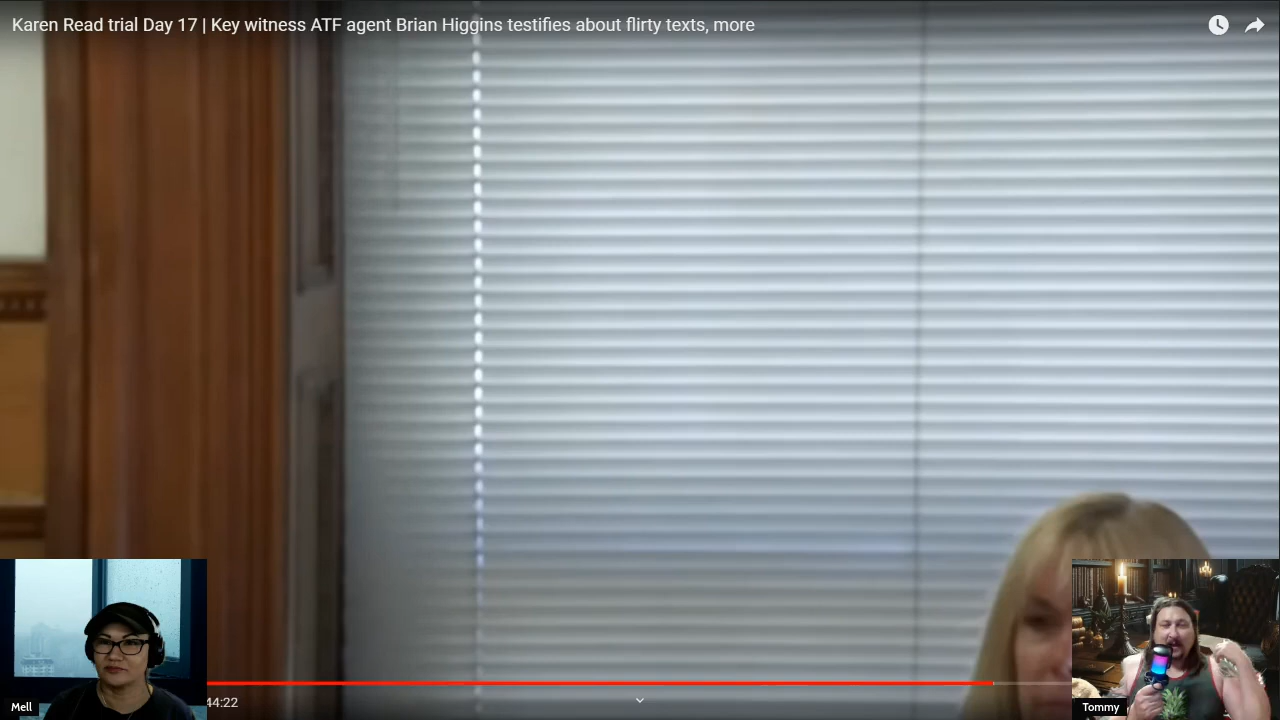 Karen Read trial Day 17 | Key witness ATF agent Brian Higgins testifies about flirty texts, more
44:22
Mell
Tommy